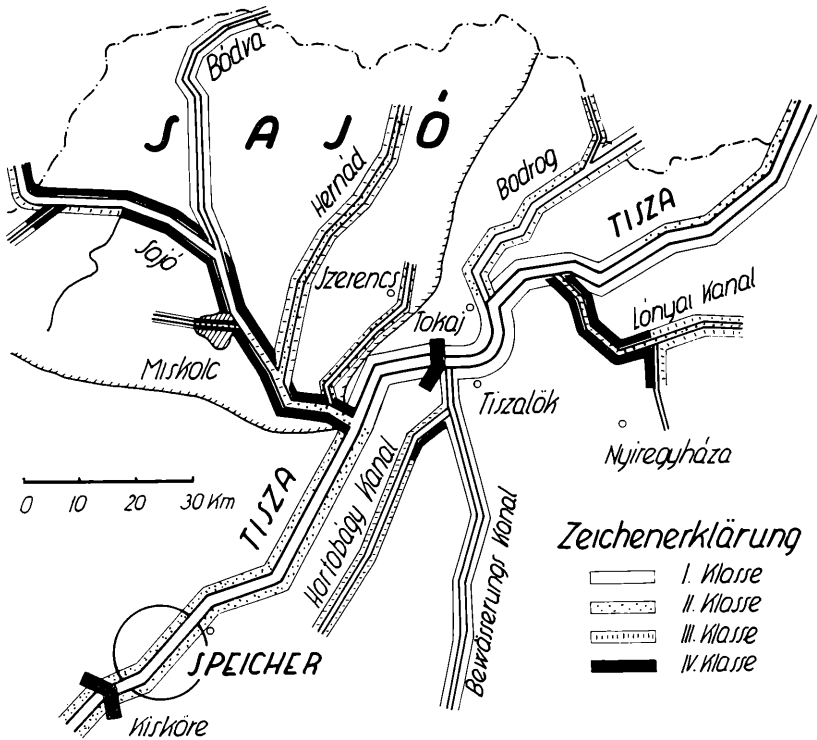 Bódva
SAJÓ
Hernád
Bodrog
TISZA
Sajó
Szerencs
Tokaj
Lónyai Kanal
Miskolc
Tiszalök
Nyiregyháza
0 10 20 30 Km
TISZA
Hortobágy Kanal
Bewässerungs Kanal
SPEICHER
Kisköre
Zeichenerklärung
I. Klasse
II. Klasse
III. Klasse
IV. Klasse